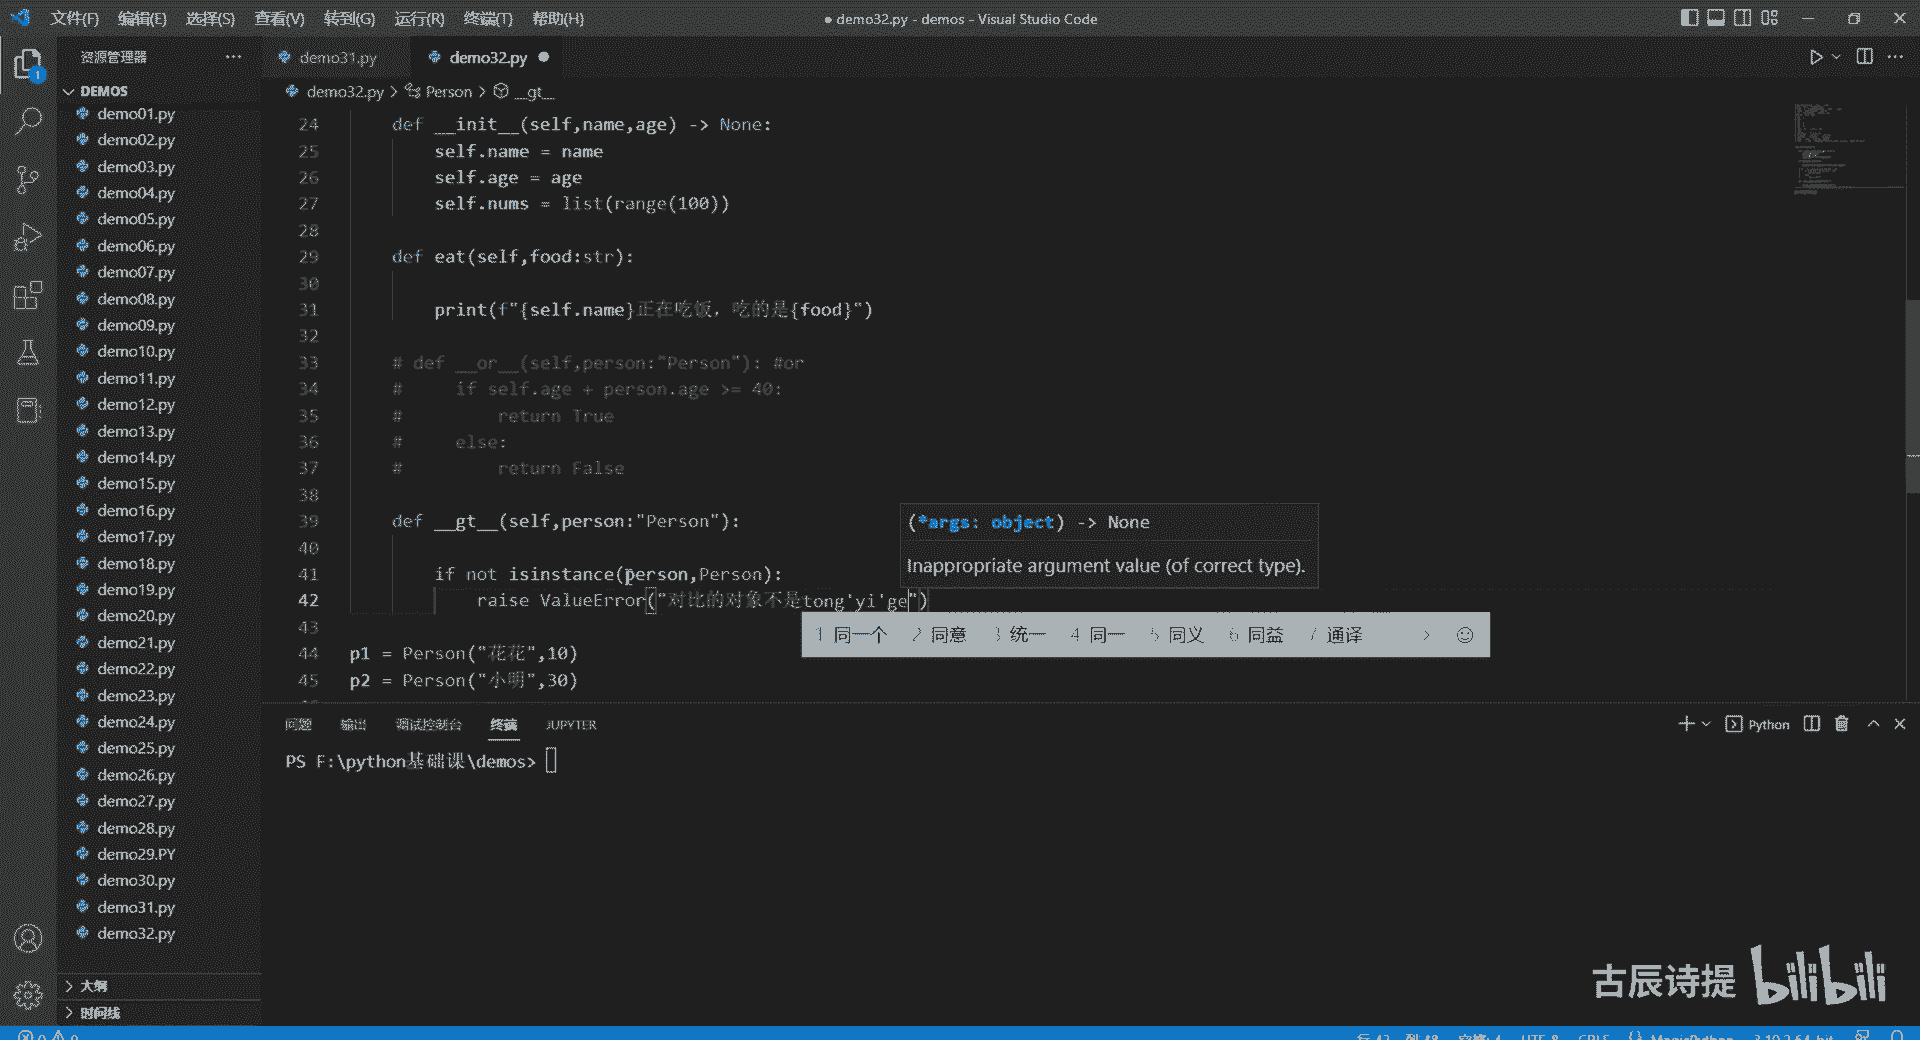 文件(F) 编辑(E) 选择(S) 查看(V) 转到(G) 运行(R) 终端(T) 帮助(H)
● demo32.py - demos - Visual Studio Code
资源管理器
demo31.py
demo32.py
1
DEMOS
demo32.py > Person > __gt__
demo01.py
demo02.py
demo03.py
demo04.py
demo05.py
demo06.py
demo07.py
demo08.py
demo09.py
demo10.py
demo11.py
demo12.py
demo13.py
demo14.py
demo15.py
demo16.py
demo17.py
demo18.py
demo19.py
demo20.py
demo21.py
demo22.py
demo23.py
demo24.py
demo25.py
demo26.py
demo27.py
demo28.py
demo29.PY
demo30.py
demo31.py
demo32.py
大纲
时间线
24 def __init__(self,name,age) -> None:
25 self.name = name
26 self.age = age
27 self.nums = list(range(100))
28
29 def eat(self,food:str):
30
31 print(f"{self.name}正在吃饭，吃的是{food}")
32
33 # def __or__(self,person:"Person"): #or
34 # if self.age + person.age >= 40:
35 # return True
36 # else:
37 # return False
38
39 def __gt__(self,person:"Person"):
40
41 if not isinstance(person,Person):
42 raise ValueError("对比的对象不是tong'yi'ge")
43
44 p1 = Person("花花",10)
45 p2 = Person("小明",30)
(*args: object) -> None
Inappropriate argument value (of correct type).
1 同一个 2 同意 3 统一 4 同一 5 同义 6 同益 7 通译
问题 输出 调试控制台 终端 JUPYTER
Python
PS F:\python基础课\demos>
古辰诗提 bilibili